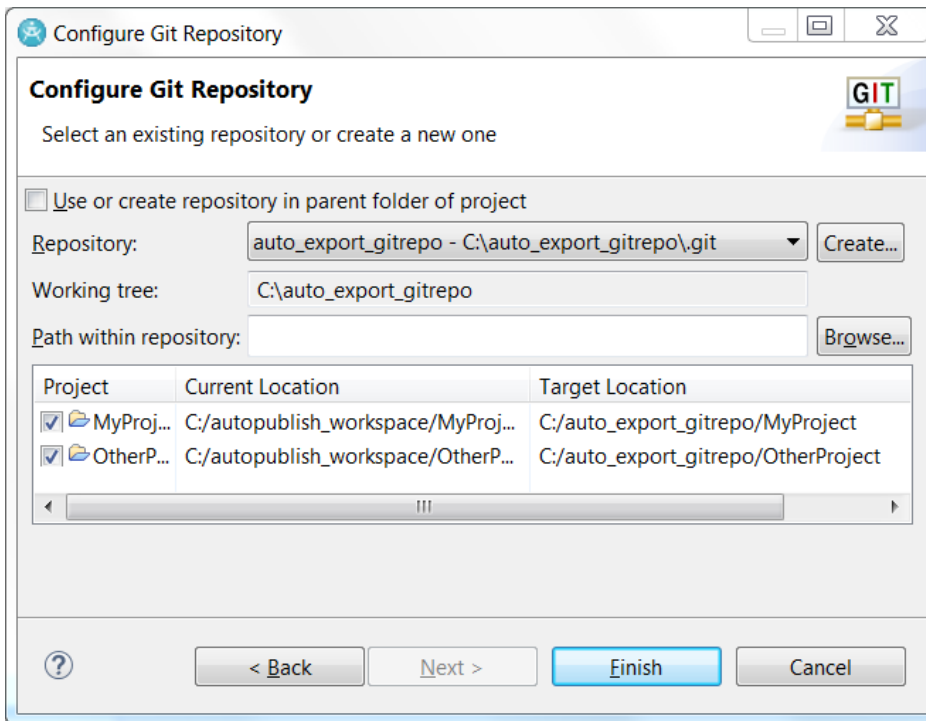 Configure Git Repository
Configure Git Repository
GIT
Select an existing repository or create a new one
Use or create repository in parent folder of project
Repository: auto_export_gitrepo - C:\auto_export_gitrepo\.git Create...
Working tree: C:\auto_export_gitrepo
Path within repository: Browse...
Project Current Location Target Location
MyProj... C:/autopublish_workspace/MyProj... C:/auto_export_gitrepo/MyProject
OtherP... C:/autopublish_workspace/OtherP... C:/auto_export_gitrepo/OtherProject
? < Back Next > Finish Cancel